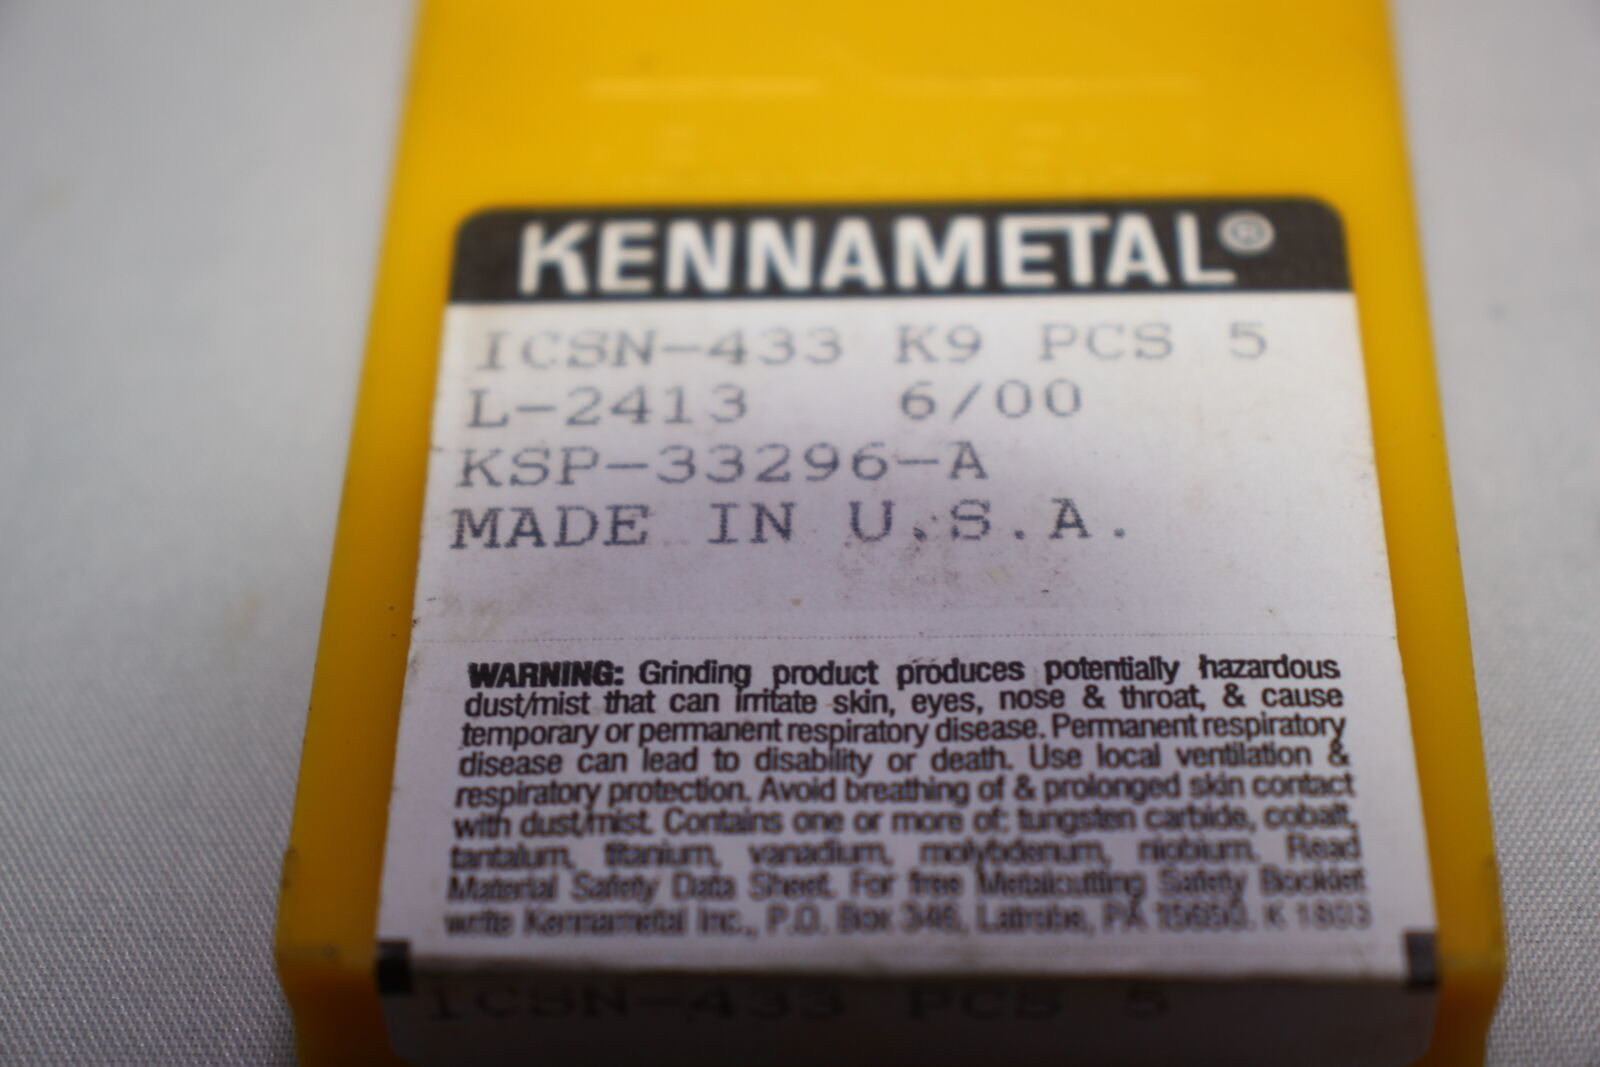 KENNAMETAL®
ICSN-433 K9 PCS 5
L-2413 6/00
KSP-33296-A
MADE IN U.S.A.
WARNING: Grinding product produces potentially hazardous
dust/mist that can irritate skin, eyes, nose & throat, & cause
temporary or permanent respiratory disease. Permanent respiratory
disease can lead to disability or death. Use local ventilation &
respiratory protection. Avoid breathing of & prolonged skin contact
with dust/mist. Contains one or more of: tungsten carbide, cobalt,
tantalum, titanium, vanadium, molybdenum, niobium. Read
Material Safety Data Sheet. For free Metalcutting Safety Booklet
write Kennametal Inc., P.O. Box 346, Latrobe, PA 15650. K 1803
ICSN-433 PCS 5